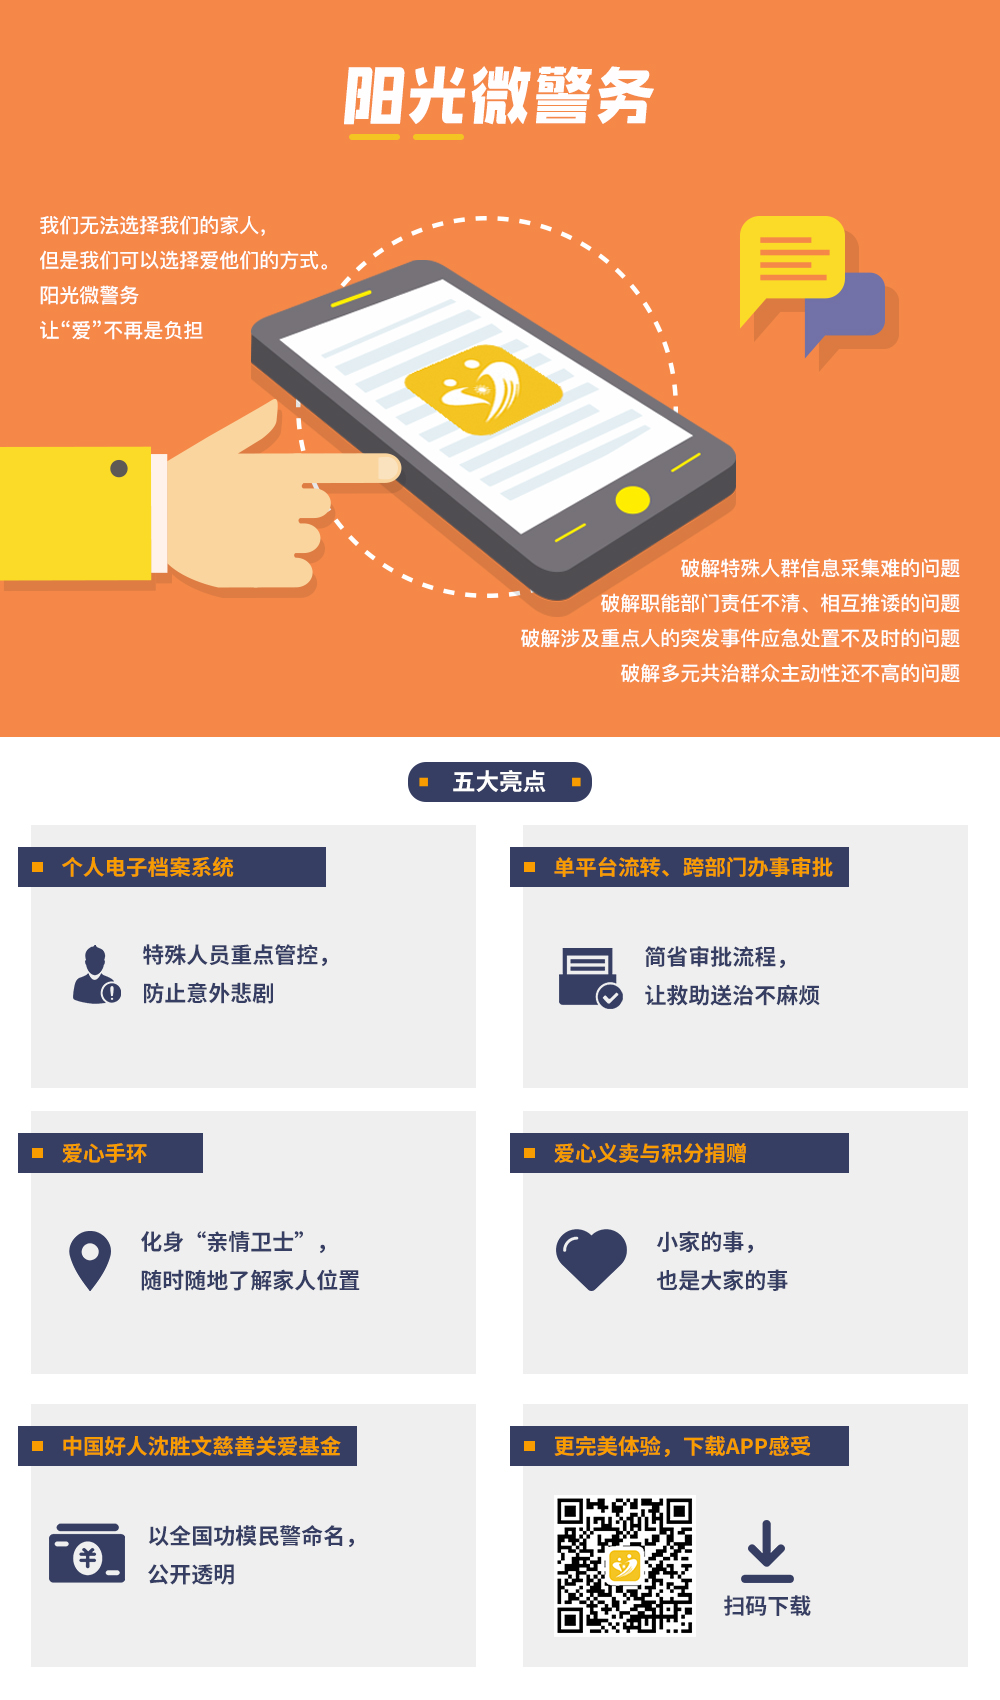 阳光微警务
我们无法选择我们的家人，
但是我们可以选择爱他们的方式。
阳光微警务
让“爱”不再是负担
破解特殊人群信息采集难的问题
破解职能部门责任不清、相互推诿的问题
破解涉及重点人的突发事件应急处置不及时的问题
破解多元共治群众主动性还不高的问题
五大亮点
个人电子档案系统
特殊人员重点管控，
防止意外悲剧
单平台流转、跨部门办事审批
简省审批流程，
让救助送治不麻烦
爱心手环
化身“亲情卫士”，
随时随地了解家人位置
爱心义卖与积分捐赠
小家的事，
也是大家的事
中国好人沈胜文慈善关爱基金
以全国功模民警命名，
公开透明
更完美体验，下载APP感受
扫码下载